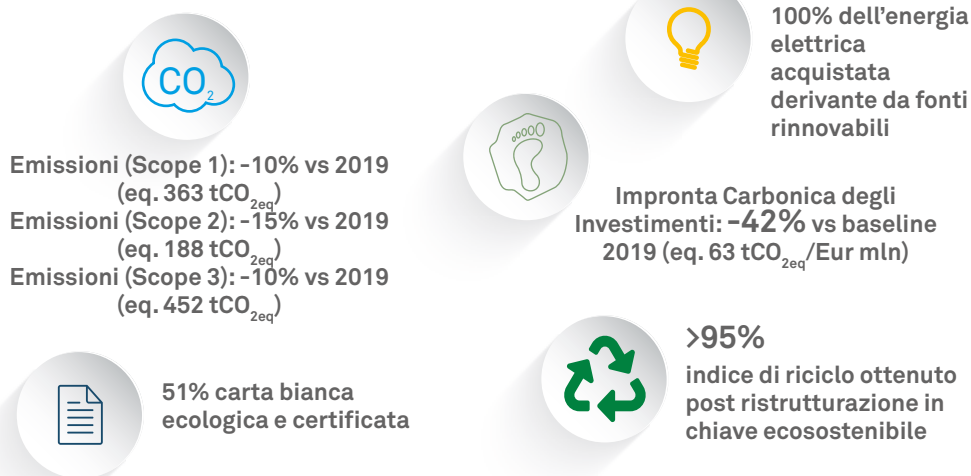 CO2
Emissioni (Scope 1): -10% vs 2019
(eq. 363 tCO2eq)
Emissioni (Scope 2): -15% vs 2019
(eq. 188 tCO2eq)
Emissioni (Scope 3): -10% vs 2019
(eq. 452 tCO2eq)
100% dell’energia
elettrica
acquistata
derivante da fonti
rinnovabili
Impronta Carbonica degli
Investimenti: -42% vs baseline
2019 (eq. 63 tCO2eq/Eur mln)
51% carta bianca
ecologica e certificata
>95%
indice di riciclo ottenuto
post ristrutturazione in
chiave ecosostenibile